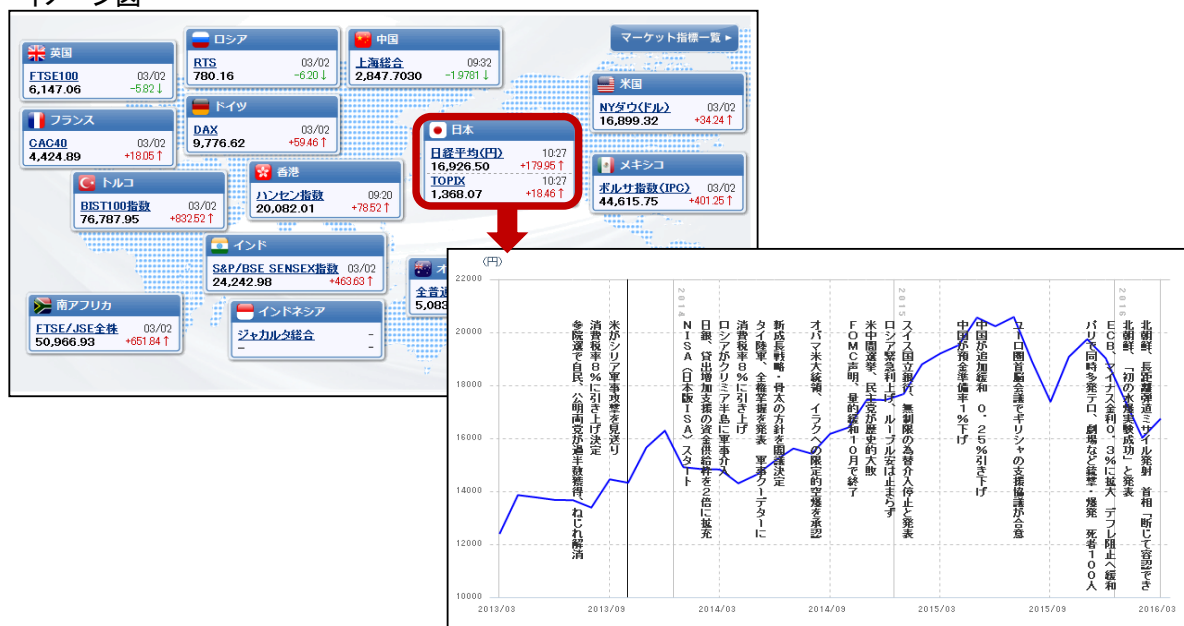 マーケット指標一覧
英国
FTSE100 03/02
6,147.06 -5.82↓
ロシア
RTS 03/02
780.16 -6.20↓
中国
上海総合 09:32
2,847.7030 -1.9781↓
米国
NYダウ(ドル) 03/02
16,899.32 +34.24↑
フランス
CAC40 03/02
4,424.89 +18.05↑
ドイツ
DAX 03/02
9,776.62 +59.46↑
日本
日経平均(円) 10:27
16,926.50 +179.95↑
TOPIX 10:27
1,368.07 +18.46↑
メキシコ
ボルサ指数(IPC) 03/02
44,615.75 +401.25↑
トルコ
BIST100指数 03/02
76,787.95 +832.52↑
香港
ハンセン指数 09:20
20,082.01 +78.52↑
インド
S&P/BSE SENSEX指数 03/02
24,242.98 +463.63↑
南アフリカ
FTSE/JSE全株 03/02
50,966.93 +651.84↑
インドネシア
ジャカルタ総合 -
-
5,083
(円)
22000
20000
18000
16000
14000
12000
10000
2013/03
2013/09
2014/03
2014/09
2015/03
2015/09
2016/03
2014
2015
2016
参院選で自民、公明両党が過半数獲得、ねじれ解消
消費税率8%に引き上げ決定
米がシリア軍事攻撃を見送り
NISA(日本版ISA)スタート
日銀、貸出増加支援の資金供給枠を2倍に拡充
ロシアがクリミア半島に軍事介入
消費税率8%に引き上げ
タイ陸軍、全権掌握を発表 軍事クーデターに
新成長戦略・骨太の方針を閣議決定
オバマ米大統領、イラクへの限定的空爆を承認
FOMC声明、量的緩和10月で終了
米中間選挙、民主党が歴史的大敗
ロシア緊急利上げ、ルーブル安は止まらず
スイス国立銀行、無制限の為替介入停止と発表
中国が預金準備率1%下げ
中国が追加緩和 0.25%引き下げ
ユーロ圏首脳会議でギリシャの支援協議が合意
パリで同時多発テロ、劇場など銃撃・爆発 死者100人
ECB、マイナス金利0.3%に拡大 デフレ阻止へ緩和
北朝鮮、「初の水爆実験成功」と発表
北朝鮮、長距離弾道ミサイル発射 首相「断じて容認でき